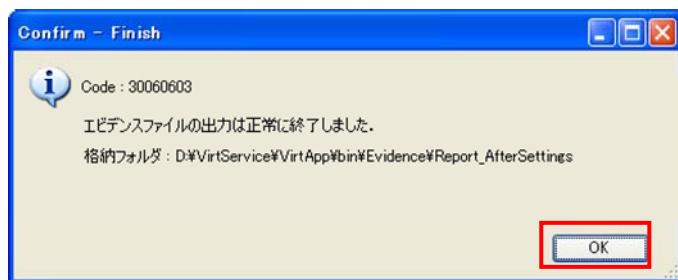 Confirm - Finish
Code : 30060603
エビデンスファイルの出力は正常に終了しました.
格納フォルダ : D:¥VirtService¥VirtApp¥bin¥Evidence¥Report_AfterSettings
OK